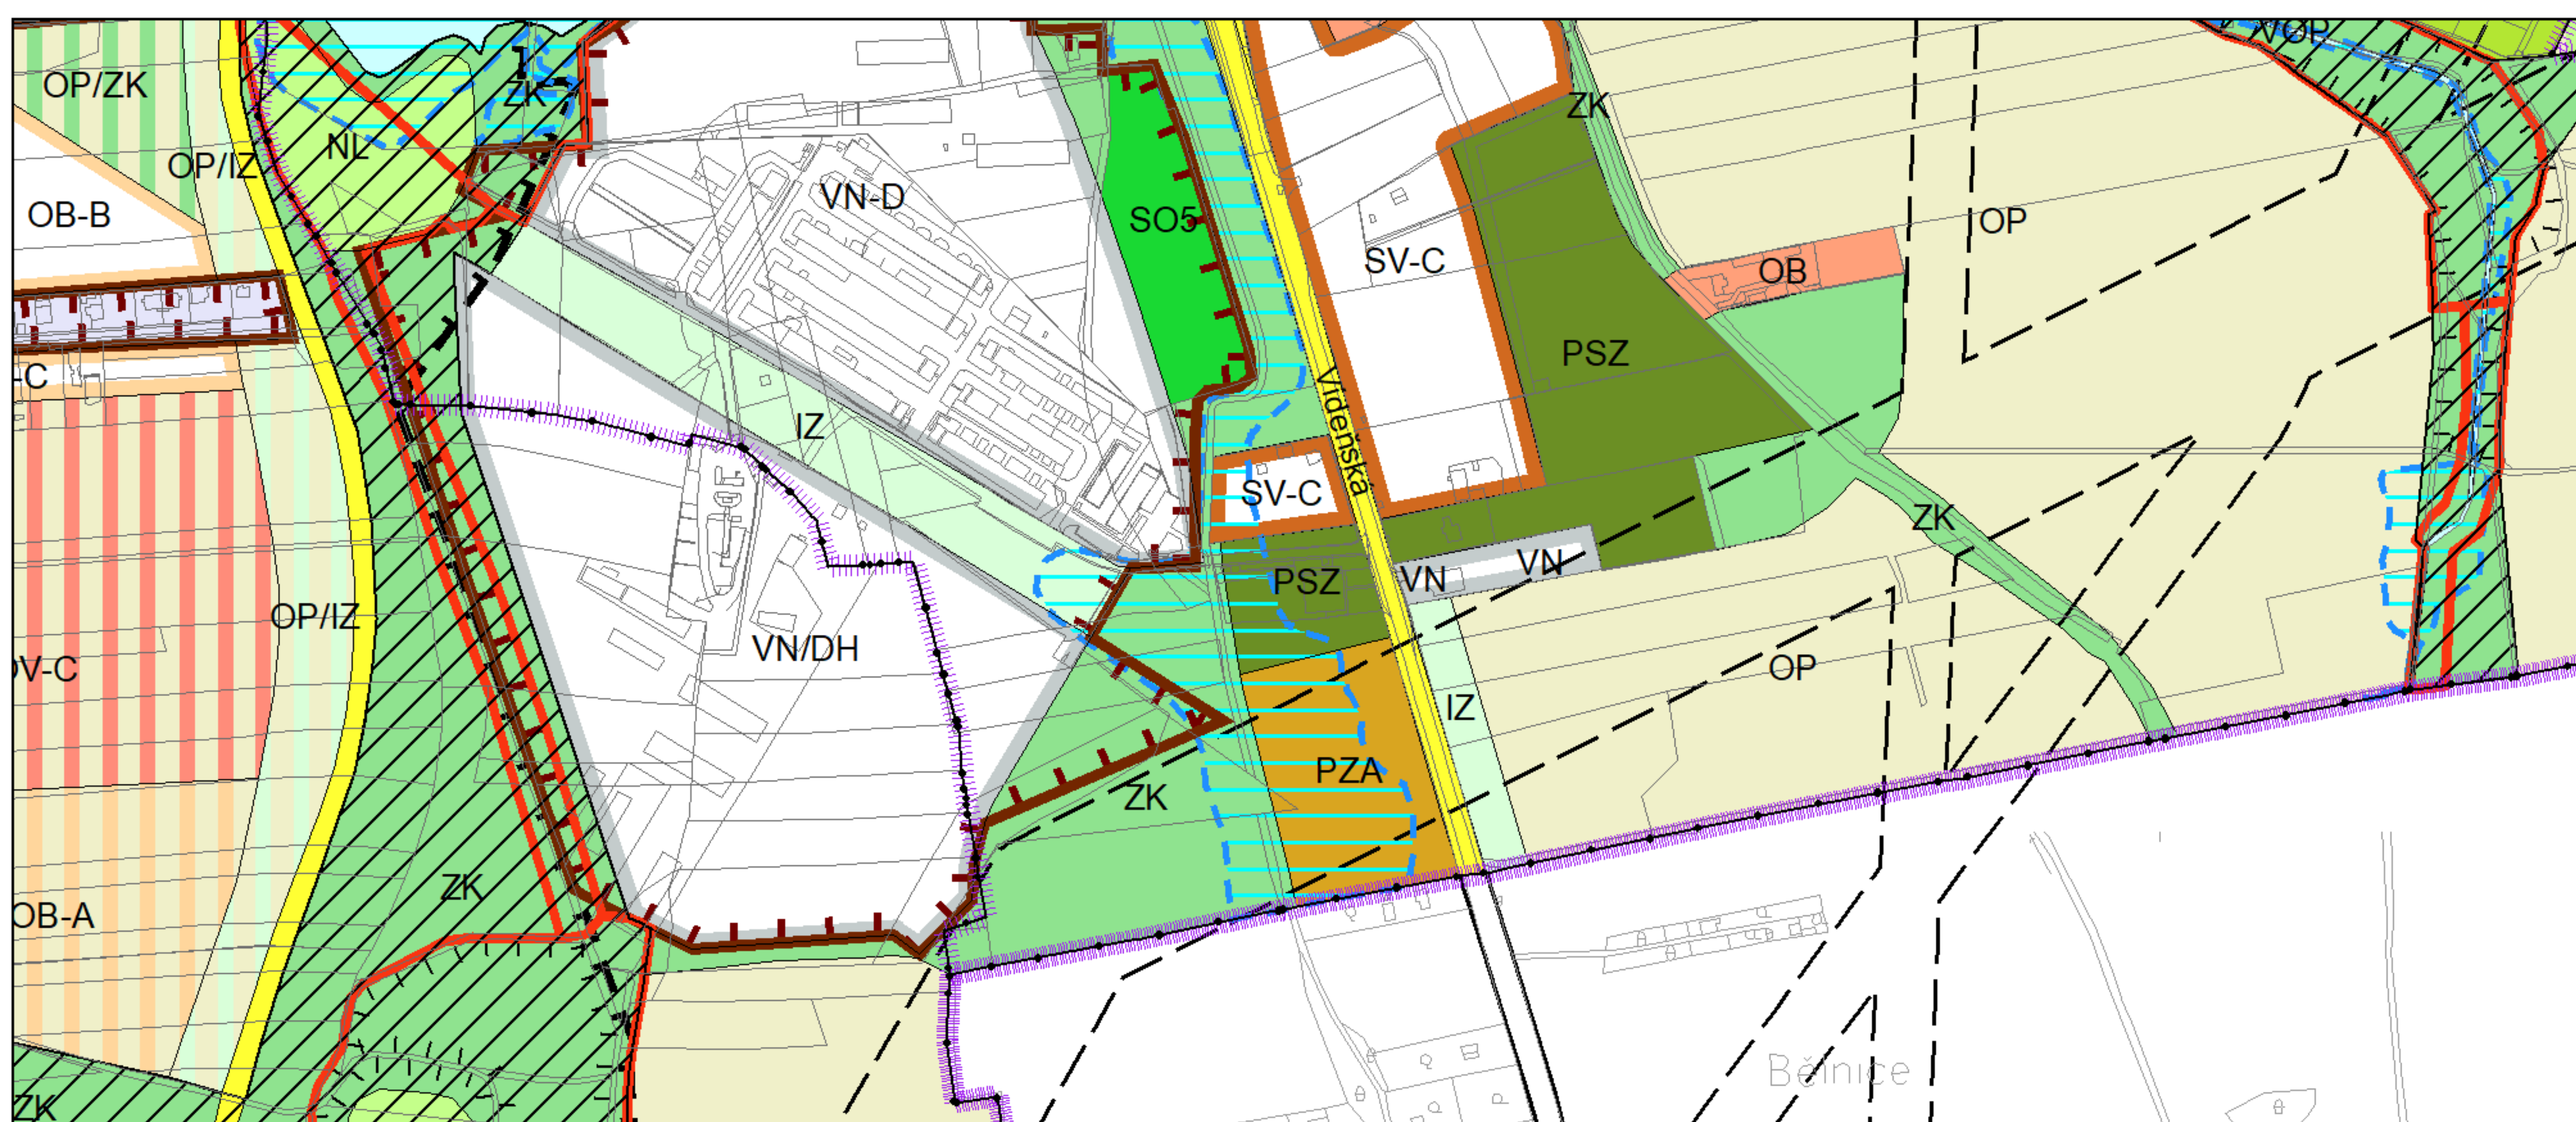 VOP
OP/ZK
ZK
ZK
NL
OP/IZ
VN-D
OB-B
SO5
OP
SV-C
OB
PSZ
-C
Vídeňská
IZ
SV-C
ZK
VN
VN
PSZ
OP/IZ
VN/DH
OP
V-C
IZ
PZA
ZK
ZK
OB-A
ZK